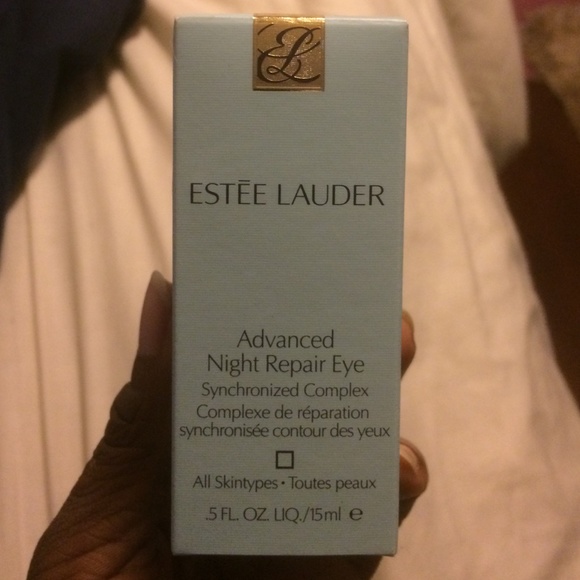 EL
ESTĒE LAUDER
Advanced
Night Repair Eye
Synchronized Complex
Complexe de réparation
synchronisée contour des yeux
All Skintypes • Toutes peaux
.5 FL. OZ. LIQ./15ml e